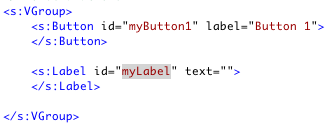 <s:VGroup>
<s:Button id="myButton1" label="Button 1">
</s:Button>
<s:Label id="myLabel" text="">
</s:Label>
</s:VGroup>